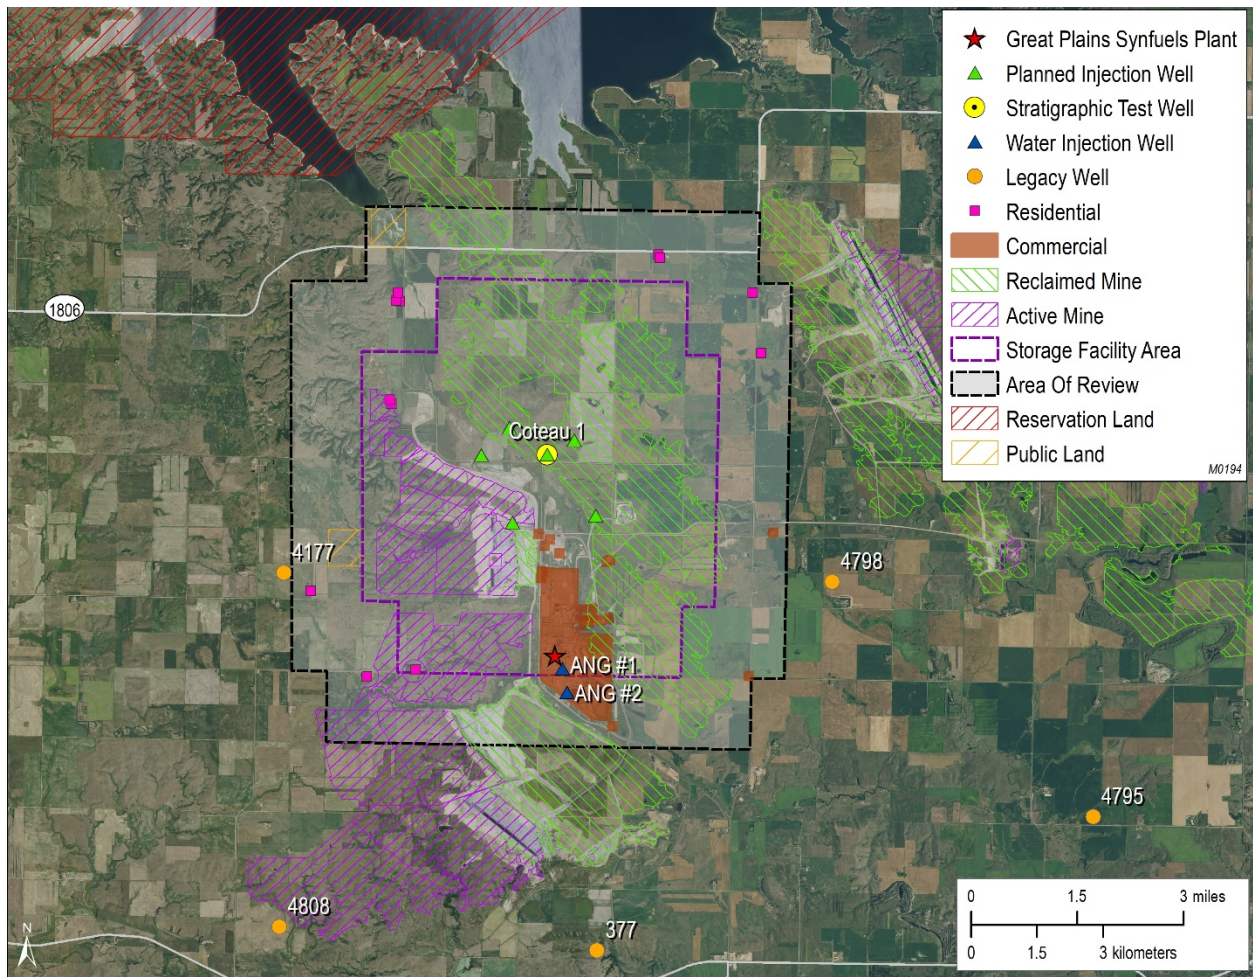 Great Plains Synfuels Plant
Planned Injection Well
Stratigraphic Test Well
Water Injection Well
Legacy Well
Residential
Commercial
Reclaimed Mine
Active Mine
Storage Facility Area
Area Of Review
Reservation Land
Public Land
M0194
1806
Coteau 1
4177
4798
ANG #1
ANG #2
4795
4808
377
0 1.5 3 miles
0 1.5 3 kilometers
N